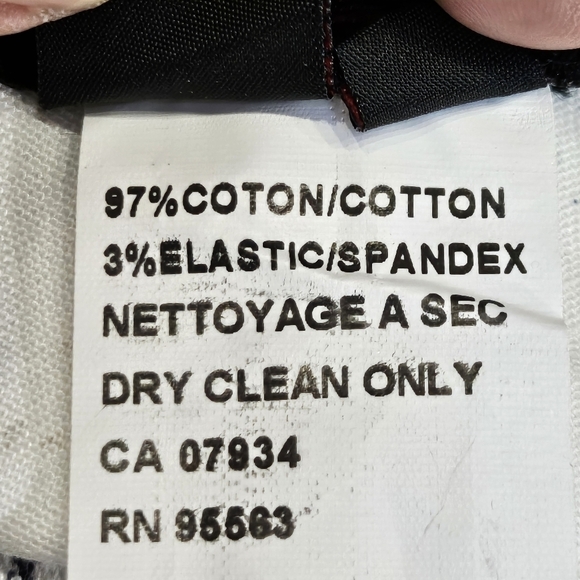 97%COTON/COTTON
3%ELASTIC/SPANDEX
NETTOYAGE A SEC
DRY CLEAN ONLY
CA 07934
RN 95563